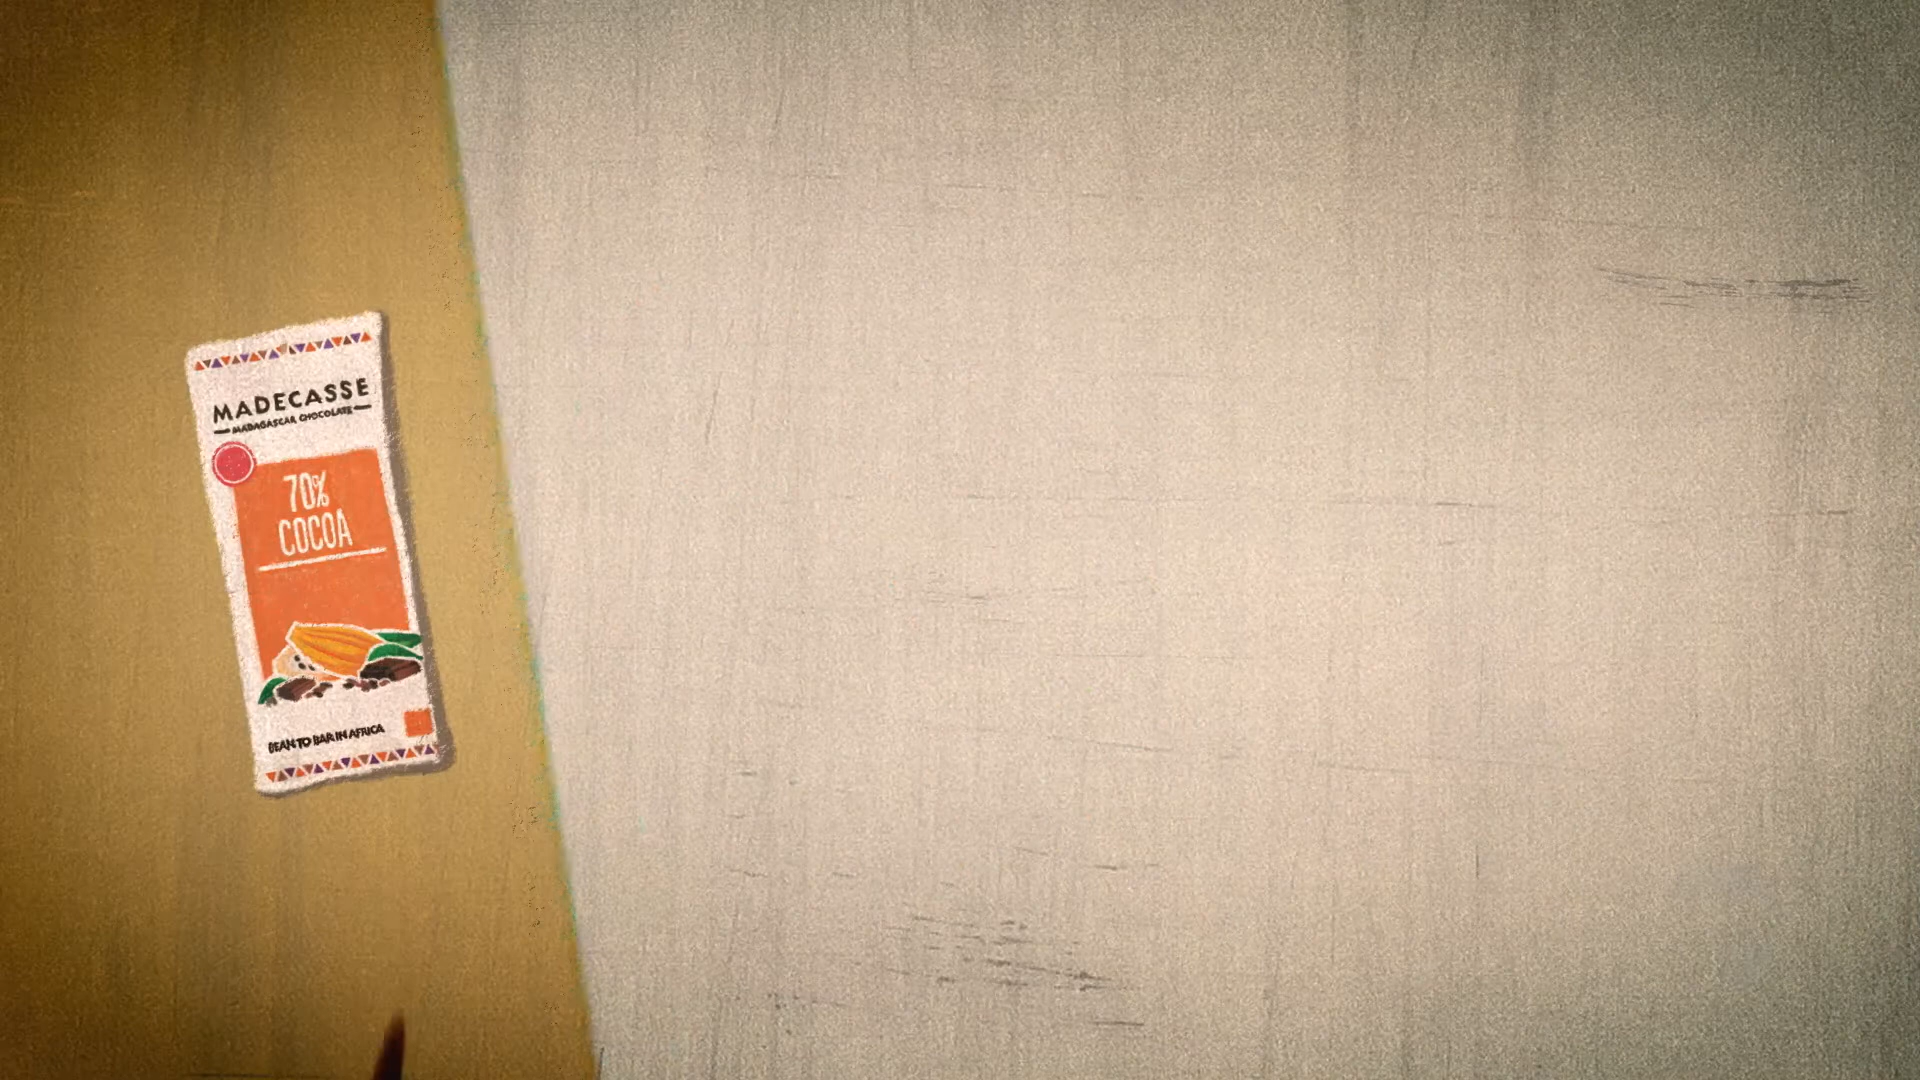 MADECASSE
MADAGASCAR CHOCOLATE
70%
COCOA
BEAN TO BAR IN AFRICA